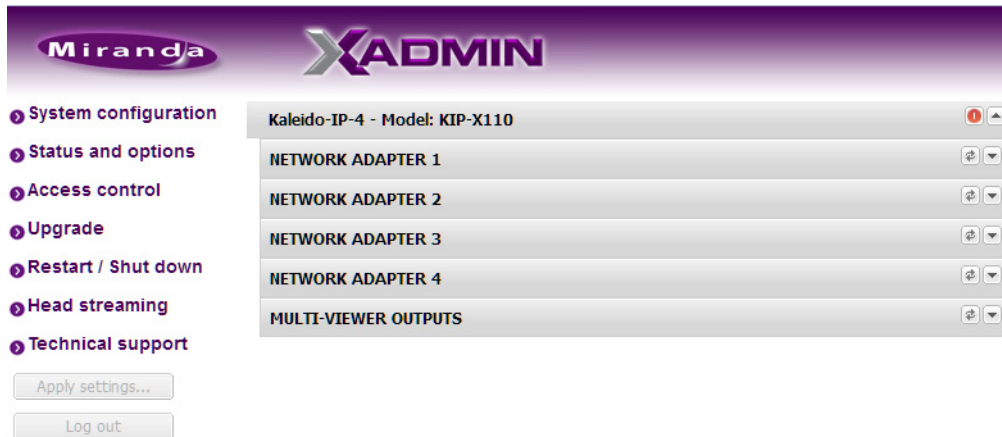 Miranda
XADMIN
System configuration
Status and options
Access control
Upgrade
Restart / Shut down
Head streaming
Technical support
Apply settings...
Log out
Kaleido-IP-4 - Model: KIP-X110
NETWORK ADAPTER 1
NETWORK ADAPTER 2
NETWORK ADAPTER 3
NETWORK ADAPTER 4
MULTI-VIEWER OUTPUTS